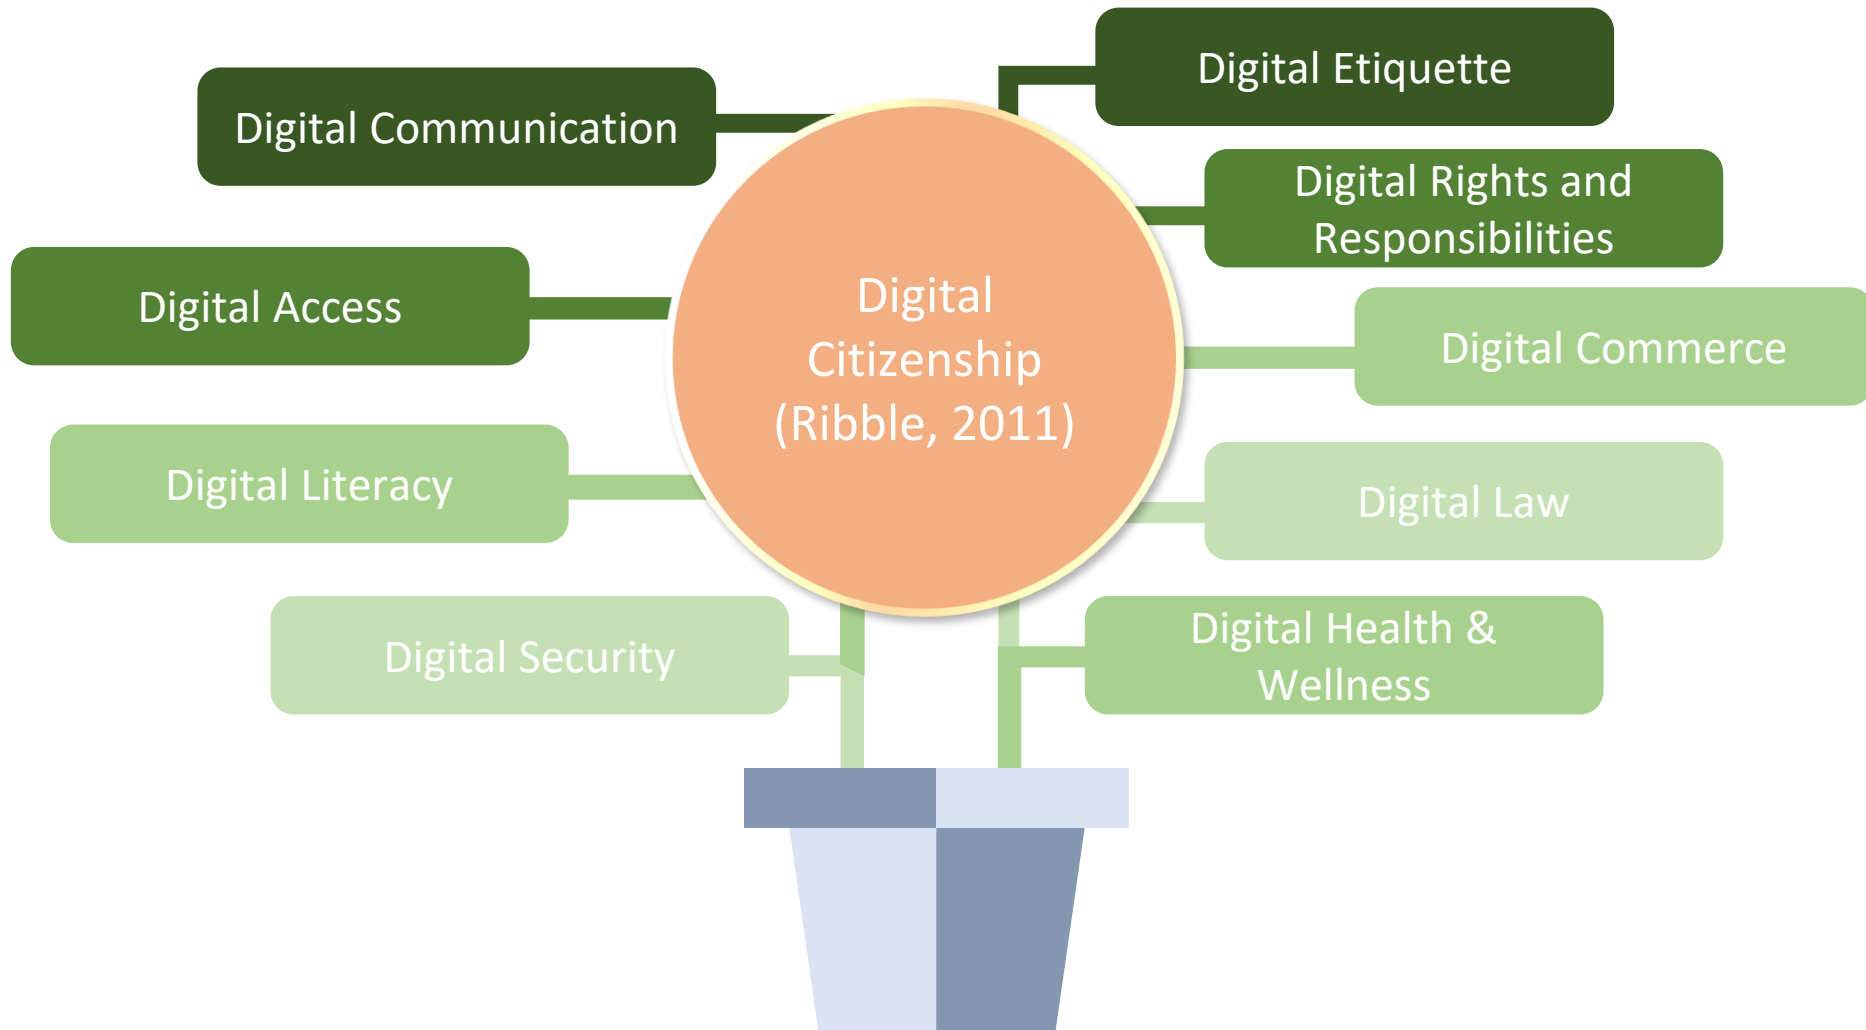 Digital Etiquette
Digital Communication
Digital Rights and
Responsibilities
Digital Access
Digital
Citizenship
(Ribble, 2011)
Digital Commerce
Digital Literacy
Digital Law
Digital Security
Digital Health &
Wellness